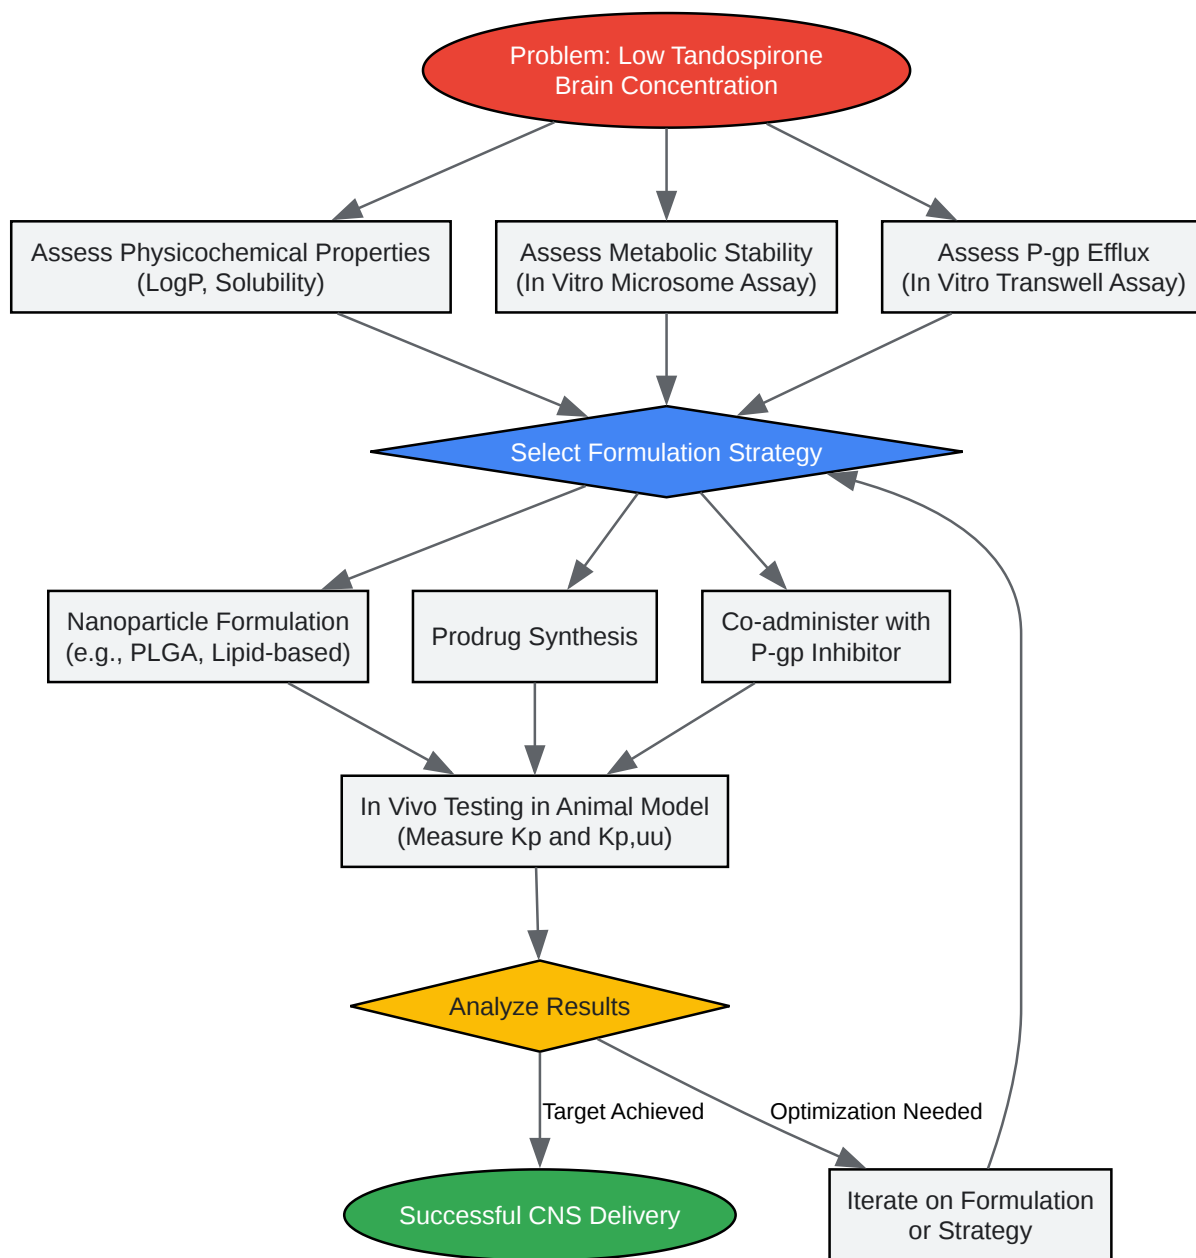 Problem: Low Tandospirone
Brain Concentration
Assess Physicochemical Properties
(LogP, Solubility)
Assess Metabolic Stability
(In Vitro Microsome Assay)
Assess P-gp Efflux
(In Vitro Transwell Assay)
Select Formulation Strategy
Nanoparticle Formulation
(e.g., PLGA, Lipid-based)
Prodrug Synthesis
Co-administer with
P-gp Inhibitor
In Vivo Testing in Animal Model
(Measure Kp and Kp,uu)
Analyze Results
Target Achieved
Optimization Needed
Successful CNS Delivery
Iterate on Formulation
or Strategy